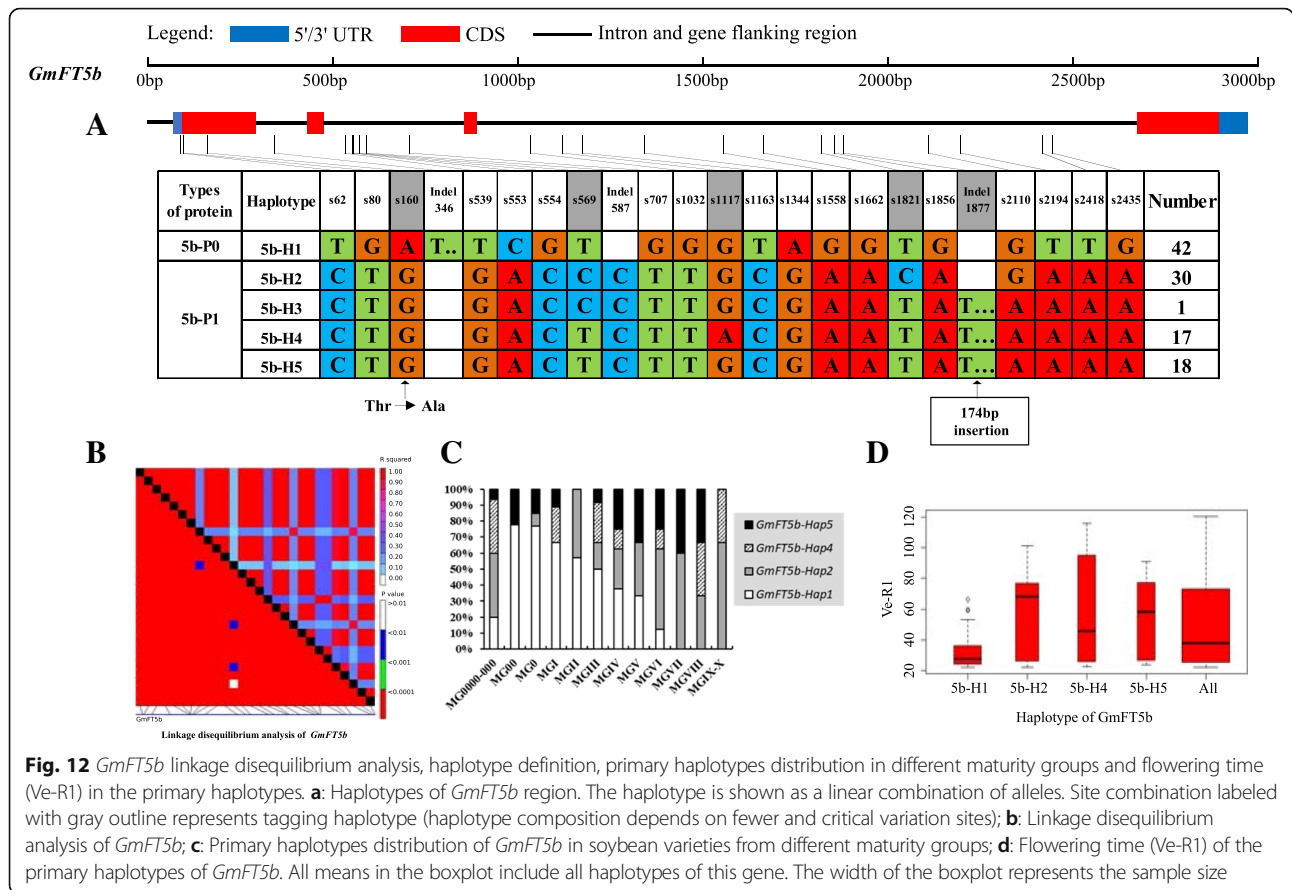 Legend: 5'/3' UTR CDS Intron and gene flanking region
GmFT5b 0bp 500bp 1000bp 1500bp 2000bp 2500bp 3000bp
A
Types of protein Haplotype s62 s80 s160 Indel 346 s539 s553 s554 s569 Indel 587 s707 s1032 s1117 s1163 s1344 s1558 s1662 s1821 s1856 Indel 1877 s2110 s2194 s2418 s2435 Number
5b-P0 5b-H1 T G A T.. T C G T G G G T A G G T G G T T G 42
5b-P1
5b-H2 C T G G A C C C T T G C G A A C A G A A A 30
5b-H3 C T G G A C C C T T G C G A A T A T... A A A A 1
5b-H4 C T G G A C T C T T A C G A A T A T... A A A A 17
5b-H5 C T G G A C T C T T G C G A A T A T... A A A A 18
Thr Ala
174bp insertion
B
R squared
1.00
0.90
0.80
0.70
0.60
0.50
0.40
0.30
0.20
0.10
0.00
P value
>0.01
<0.01
<0.001
<0.0001
GmFT5b
Linkage disequilibrium analysis of GmFT5b
C
100%
90%
80%
70%
60%
50%
40%
30%
20%
10%
0%
MG0000-000 MG00 MG0 MGI MGII MGIII MGIV MGV MGVI MGVII MGVIII MGIX-X
GmFT5b-Hap5
GmFT5b-Hap4
GmFT5b-Hap2
GmFT5b-Hap1
D
Ve-R1
120
100
80
60
40
20
5b-H1 5b-H2 5b-H4 5b-H5 All
Haplotype of GmFT5b
Fig. 12 GmFT5b linkage disequilibrium analysis, haplotype definition, primary haplotypes distribution in different maturity groups and flowering time
(Ve-R1) in the primary haplotypes. a: Haplotypes of GmFT5b region. The haplotype is shown as a linear combination of alleles. Site combination labeled
with gray outline represents tagging haplotype (haplotype composition depends on fewer and critical variation sites); b: Linkage disequilibrium
analysis of GmFT5b; c: Primary haplotypes distribution of GmFT5b in soybean varieties from different maturity groups; d: Flowering time (Ve-R1) of the
primary haplotypes of GmFT5b. All means in the boxplot include all haplotypes of this gene. The width of the boxplot represents the sample size